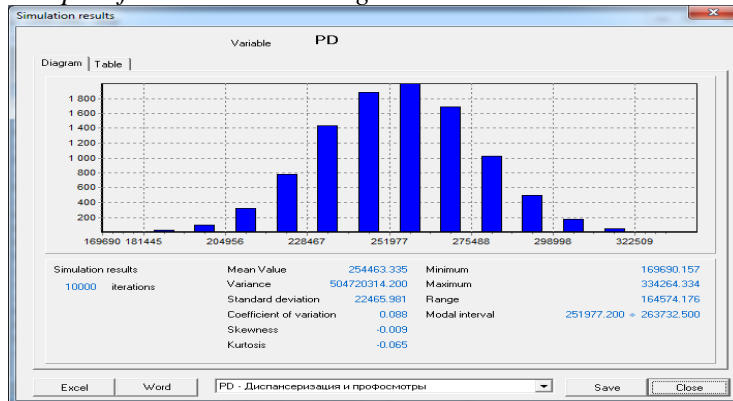 Simulation results
Variable PD
Diagram Table
1 800
1 600
1 400
1 200
1 000
800
600
400
200
169690 181445 204956 228467 251977 275488 298998 322509
Simulation results
10000 iterations
Mean Value 254463.335
Variance 504720314.200
Standard deviation 22465.981
Coefficient of variation 0.088
Skewness -0.009
Kurtosis -0.065
Minimum 169690.157
Maximum 334264.334
Range 164574.176
Modal interval 251977.200 ÷ 263732.500
Excel Word PD - Диспансеризация и профосмотры Save Close